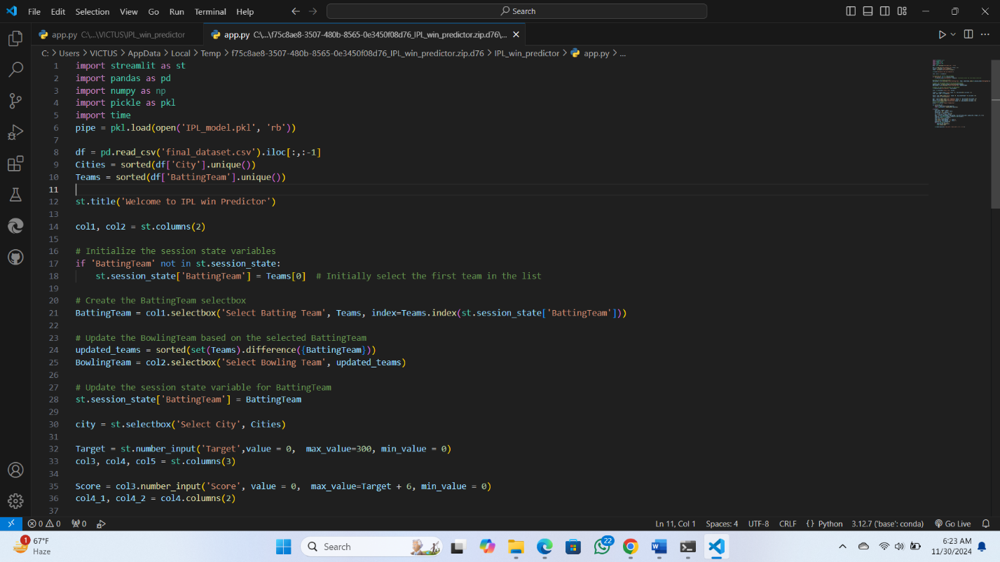 File Edit Selection View Go Run Terminal Help Search
app.py C:\...\VICTUS\IPL_win_predictor app.py C:\...\f75c8ae8-3507-480b-8565-0e3450f08d76_IPL_win_predictor.zip.d76\...
C: > Users > VICTUS > AppData > Local > Temp > f75c8ae8-3507-480b-8565-0e3450f08d76_IPL_win_predictor.zip.d76 > IPL_win_predictor > app.py > ...
1 import streamlit as st
2 import pandas as pd
3 import numpy as np
4 import pickle as pkl
5 import time
6 pipe = pkl.load(open('IPL_model.pkl', 'rb'))
7
8 df = pd.read_csv('final_dataset.csv').iloc[:,:-1]
9 Cities = sorted(df['City'].unique())
10 Teams = sorted(df['BattingTeam'].unique())
11
12 st.title('Welcome to IPL win Predictor')
13
14 col1, col2 = st.columns(2)
15
16 # Initialize the session state variables
17 if 'BattingTeam' not in st.session_state:
18 st.session_state['BattingTeam'] = Teams[0] # Initially select the first team in the list
19
20 # Create the BattingTeam selectbox
21 BattingTeam = col1.selectbox('Select Batting Team', Teams, index=Teams.index(st.session_state['BattingTeam']))
22
23 # Update the BowlingTeam based on the selected BattingTeam
24 updated_teams = sorted(set(Teams).difference({BattingTeam}))
25 BowlingTeam = col2.selectbox('Select Bowling Team', updated_teams)
26
27 # Update the session state variable for BattingTeam
28 st.session_state['BattingTeam'] = BattingTeam
29
30 city = st.selectbox('Select City', Cities)
31
32 Target = st.number_input('Target',value = 0, max_value=300, min_value = 0)
33 col3, col4, col5 = st.columns(3)
34
35 Score = col3.number_input('Score', value = 0, max_value=Target + 6, min_value = 0)
36 col4_1, col4_2 = col4.columns(2)
37
0 0 0 Ln 11, Col 1 Spaces: 4 UTF-8 CRLF {} Python 3.12.7 ('base': conda) Go Live
1 67°F
Haze
Search
22
6:23 AM
11/30/2024